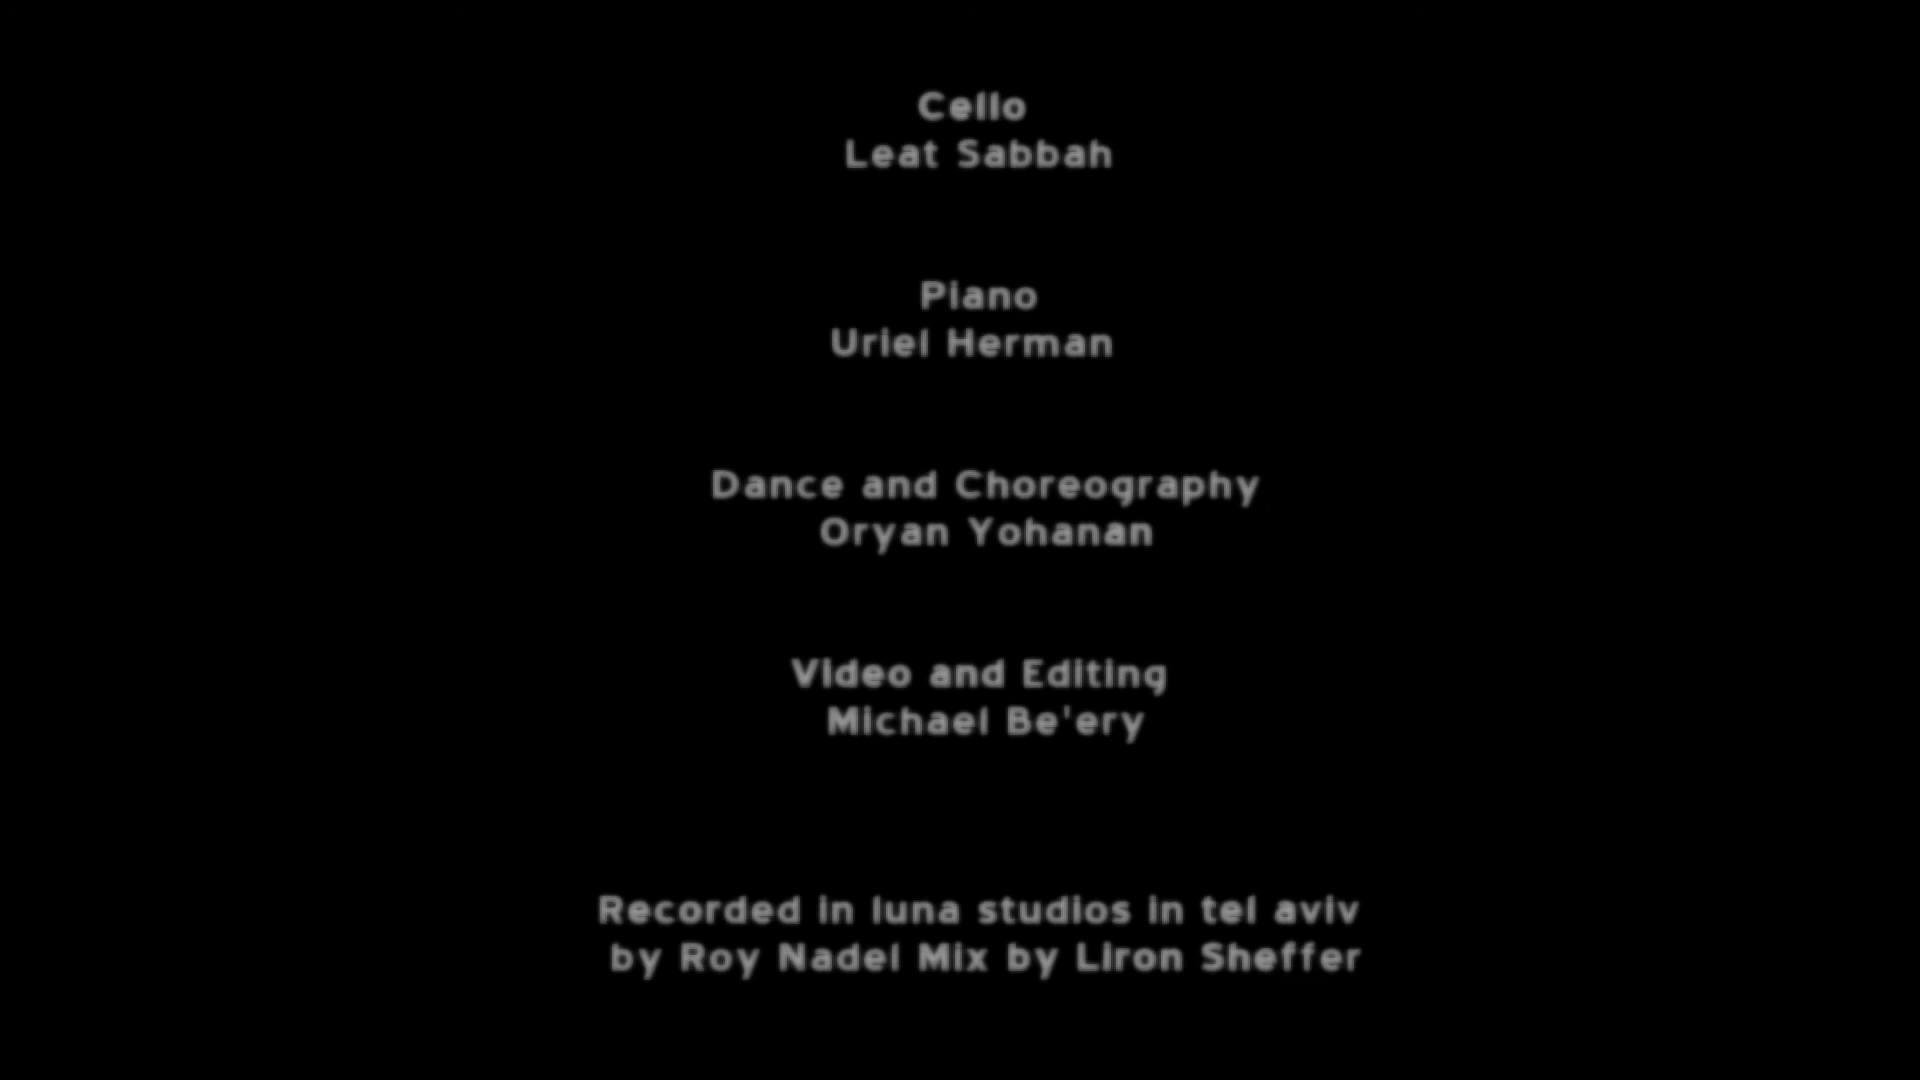 Cello
Leat Sabbah
Piano
Uriel Herman
Dance and Choreography
Oryan Yohanan
Video and Editing
Michael Be'ery
Recorded in luna studios in tel aviv
by Roy Nadel Mix by Liron Sheffer